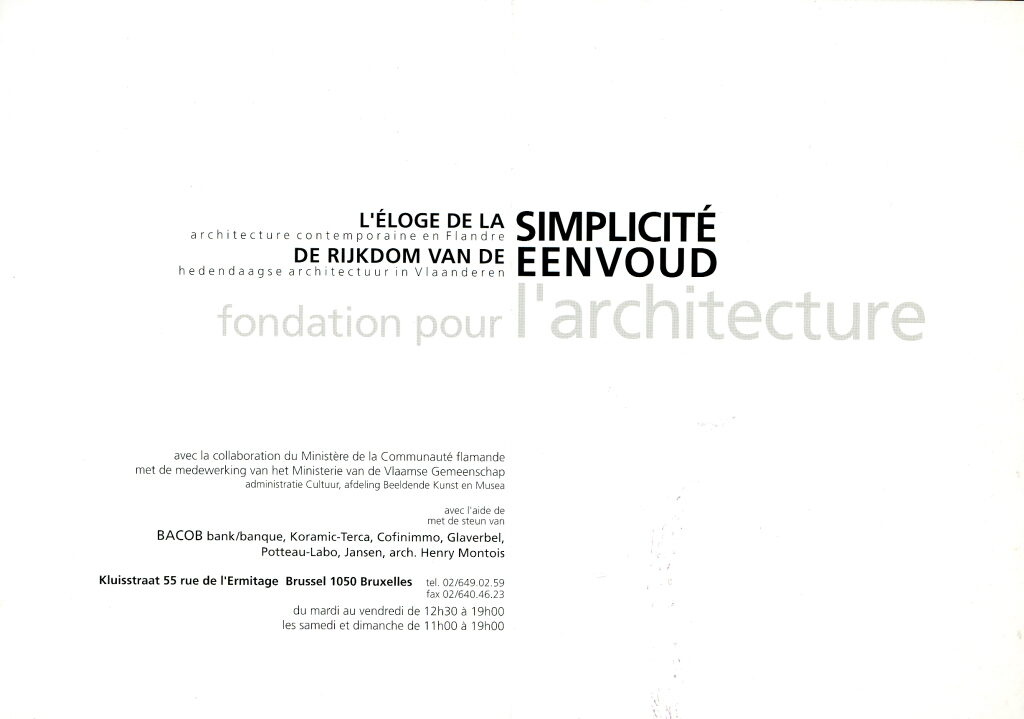 L'ÉLOGE DE LA SIMPLICITÉ
architecture contemporaine en Flandre
DE RIJKDOM VAN DE EENVOUD
hedendaagse architectuur in Vlaanderen
fondation pour l'architecture
avec la collaboration du Ministère de la Communauté flamande
met de medewerking van het Ministerie van de Vlaamse Gemeenschap
administratie Cultuur, afdeling Beeldende Kunst en Musea
avec l'aide de
met de steun van
BACOB bank/banque, Koramic-Terca, Cofinimmo, Glaverbel,
Potteau-Labo, Jansen, arch. Henry Montois
Kluisstraat 55 rue de l'Ermitage Brussel 1050 Bruxelles tel. 02/649.02.59
fax 02/640.46.23
du mardi au vendredi de 12h30 à 19h00
les samedi et dimanche de 11h00 à 19h00